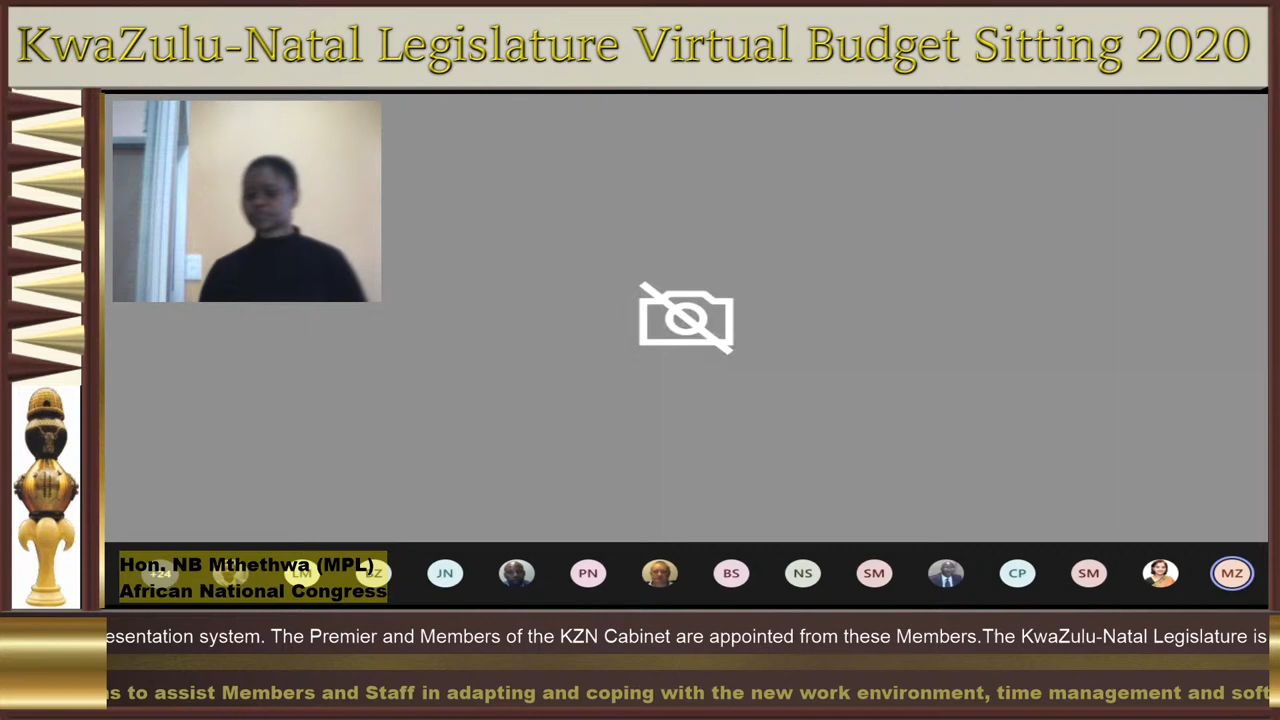 KwaZulu-Natal Legislature Virtual Budget Sitting 2020
Hon. NB Mthethwa (MPL)
African National Congress
+24
LM
BZ
JN
PN
BS
NS
SM
CP
SM
MZ
esentation system. The Premier and Members of the KZN Cabinet are appointed from these Members.The KwaZulu-Natal Legislature is
s to assist Members and Staff in adapting and coping with the new work environment, time management and soft